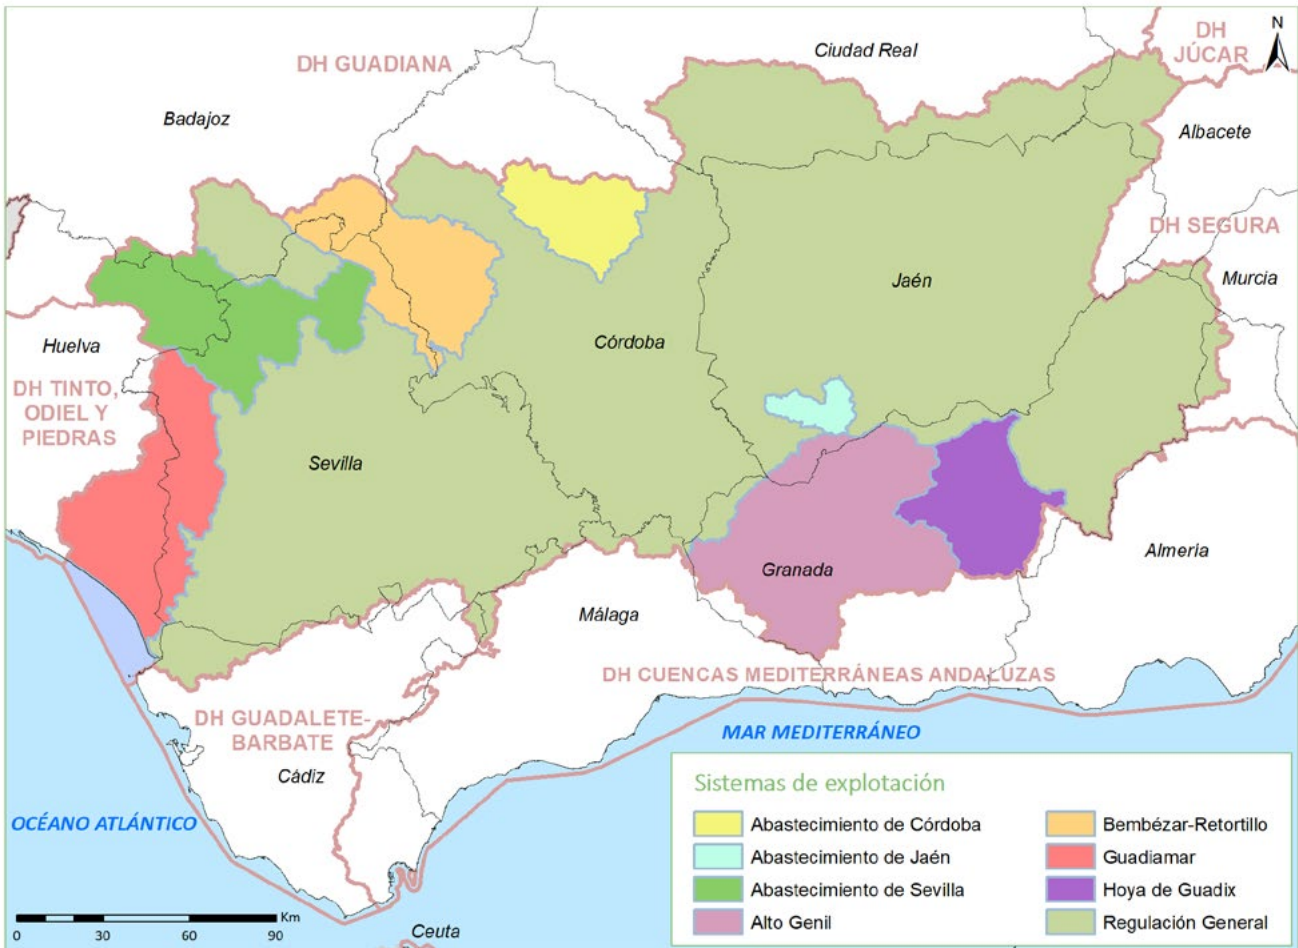 DH GUADIANA
Ciudad Real
DH
JÚCAR
N
Badajoz
Albacete
DH SEGURA
Murcia
Jaén
Huelva
Córdoba
DH TINTO,
ODIEL Y
PIEDRAS
Sevilla
Almeria
Granada
Málaga
DH CUENCAS MEDITERRÁNEAS ANDALUZAS
DH GUADALETE-
BARBATE
MAR MEDITERRÁNEO
Cádiz
OCÉANO ATLÁNTICO
Sistemas de explotación
Abastecimiento de Córdoba
Abastecimiento de Jaén
Abastecimiento de Sevilla
Alto Genil
Bembézar-Retortillo
Guadiamar
Hoya de Guadix
Regulación General
Km
0 30 60 90
Ceuta